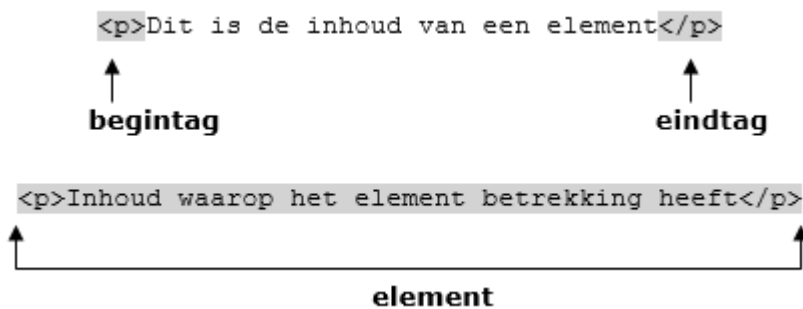 <p>Dit is de inhoud van een element</p>
begintag
eindtag
<p>Inhoud waarop het element betrekking heeft</p>
element